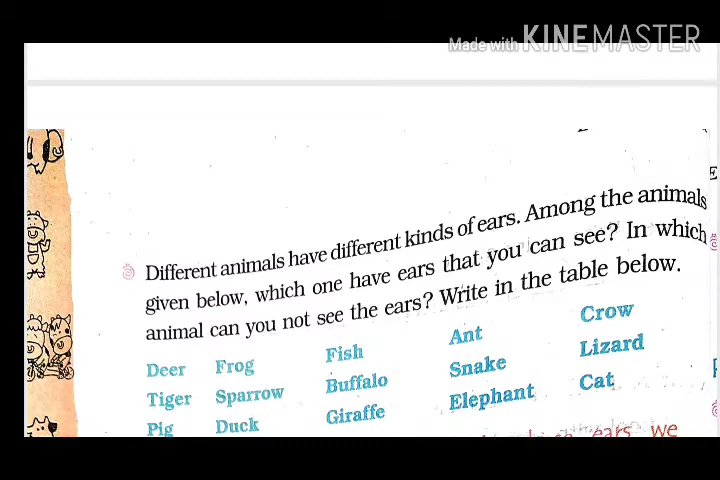 Made with KINEMASTER
Different animals have different kinds of ears. Among the animals
given below, which one have ears that you can see? In which
animal can you not see the ears? Write in the table below.
Deer Frog Fish Ant Crow
Tiger Sparrow Buffalo Snake Lizard
Pig Duck Giraffe Elephant Cat
ears we